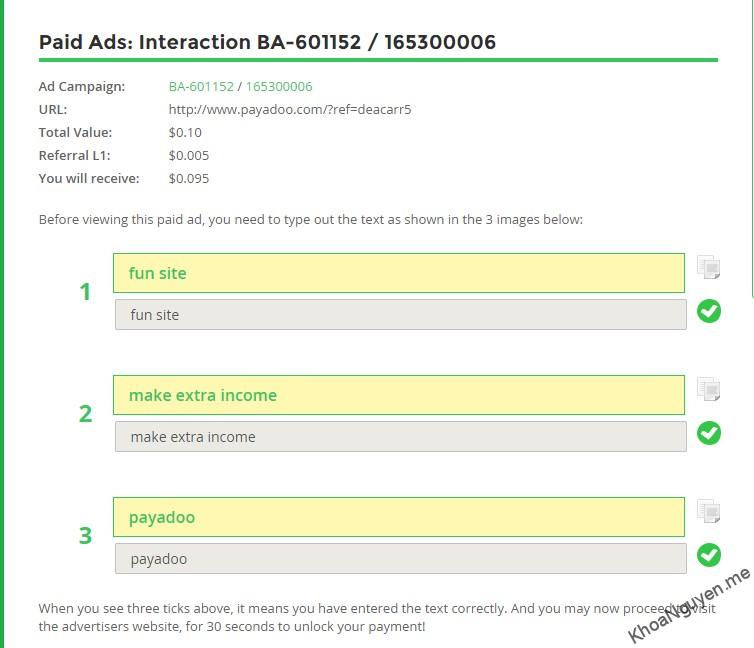 Paid Ads: Interaction BA-601152 / 165300006
Ad Campaign: BA-601152 / 165300006
URL: http://www.payadoo.com/?ref=deacarr5
Total Value: $0.10
Referral L1: $0.005
You will receive: $0.095
Before viewing this paid ad, you need to type out the text as shown in the 3 images below:
1
fun site
fun site
2
make extra income
make extra income
3
payadoo
payadoo
When you see three ticks above, it means you have entered the text correctly. And you may now proceed to visit
the advertisers website, for 30 seconds to unlock your payment!
KhoaNguyen.me